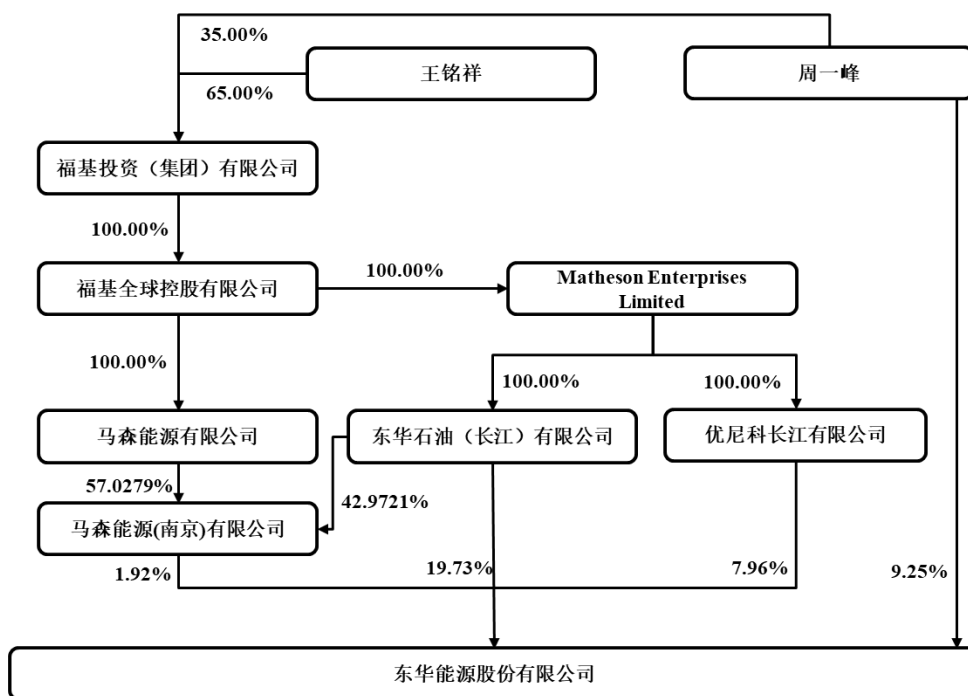 35.00%
王铭祥
周一峰
65.00%
福基投资（集团）有限公司
100.00%
福基全球控股有限公司
100.00%
Matheson Enterprises
Limited
100.00%
100.00%
100.00%
马森能源有限公司
东华石油（长江）有限公司
优尼科长江有限公司
57.0279%
42.9721%
马森能源(南京)有限公司
1.92%
19.73%
7.96%
9.25%
东华能源股份有限公司